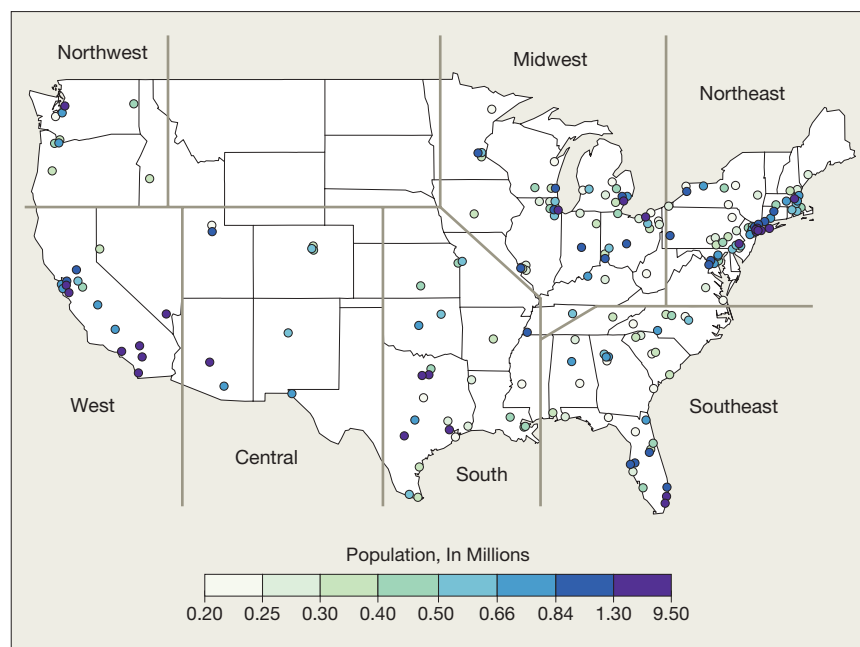 Northwest
Midwest
Northeast
West
Central
South
Southeast
Population, In Millions
0.20 0.25 0.30 0.40 0.50 0.66 0.84 1.30 9.50